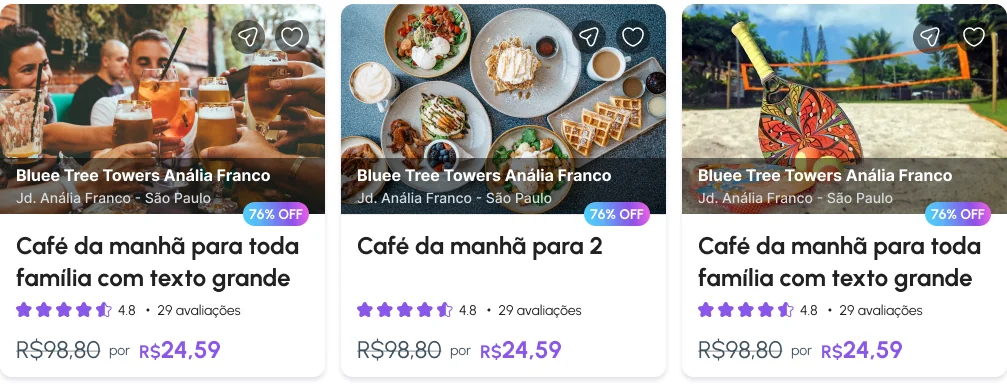 Bluee Tree Towers Anália Franco
Jd. Anália Franco - São Paulo
76% OFF
Café da manhã para toda
família com texto grande
4.8 • 29 avaliações
R$98,80 por R$24,59
Bluee Tree Towers Anália Franco
Jd. Anália Franco - São Paulo
76% OFF
Café da manhã para 2
4.8 • 29 avaliações
R$98,80 por R$24,59
Bluee Tree Towers Anália Franco
Jd. Anália Franco - São Paulo
76% OFF
Café da manhã para toda
família com texto grande
4.8 • 29 avaliações
R$98,80 por R$24,59